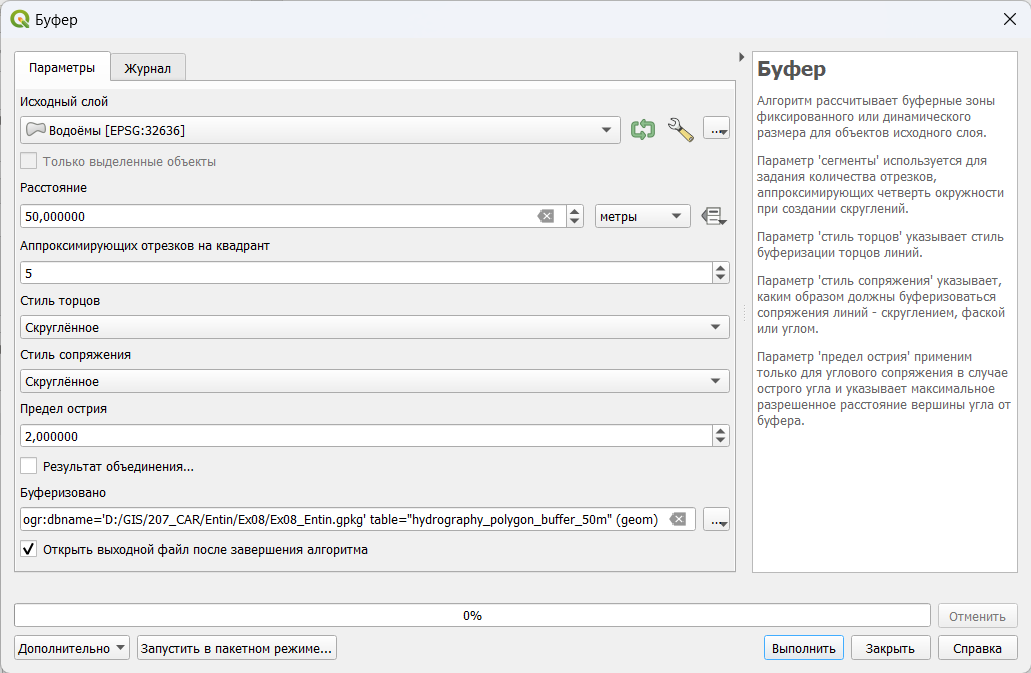 Буфер
Параметры
Журнал
Исходный слой
Водоёмы [EPSG:32636]
...
Только выделенные объекты
Расстояние
50,000000
метры
Аппроксимирующих отрезков на квадрант
5
Стиль торцов
Скруглённое
Стиль сопряжения
Скруглённое
Предел острия
2,000000
Результат объединения...
Буферизовано
ogr:dbname='D:/GIS/207_CAR/Entin/Ex08/Ex08_Entin.gpkg' table="hydrography_polygon_buffer_50m" (geom)
...
Открыть выходной файл после завершения алгоритма
Буфер
Алгоритм рассчитывает буферные зоны
фиксированного или динамического
размера для объектов исходного слоя.
Параметр 'сегменты' используется для
задания количества отрезков,
аппроксимирующих четверть окружности
при создании скруглений.
Параметр 'стиль торцов' указывает стиль
буферизации торцов линий.
Параметр 'стиль сопряжения' указывает,
каким образом должны буферизоваться
сопряжения линий - скруглением, фаской
или углом.
Параметр 'предел острия' применим
только для углового сопряжения в случае
острого угла и указывает максимальное
разрешенное расстояние вершины угла от
буфера.
0%
Отменить
Дополнительно
Запустить в пакетном режиме...
Выполнить
Закрыть
Справка